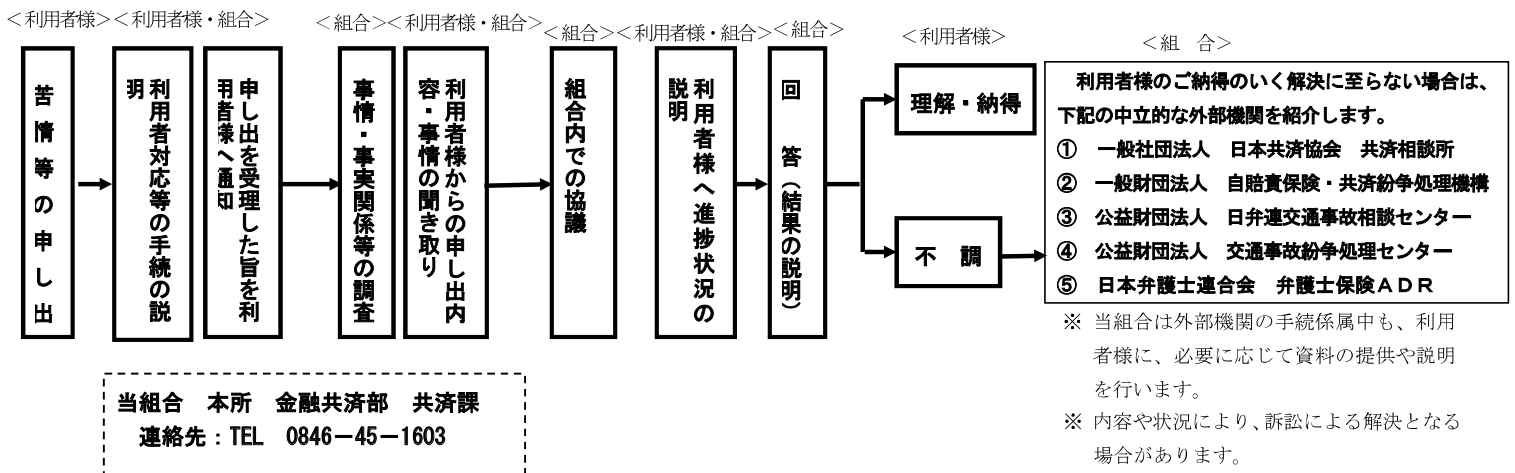 ＜利用者様＞
＜利用者様・組合＞
＜組合＞
＜利用者様・組合＞
＜組合＞
＜利用者様・組合＞
＜組合＞
＜利用者様＞
＜組　合＞
苦情等の申し出
利用者対応等の手続の説
明
申し出を受理した旨を利
用者様へ通知
事情・事実関係等の調査
利用者様からの申し出内
容・事情の聞き取り
組合内での協議
利用者様へ進捗状況の
説明
回　答（結果の説明）
理解・納得
不　調
利用者様のご納得のいく解決に至らない場合は、
下記の中立的な外部機関を紹介します。
①　一般社団法人　日本共済協会　共済相談所
②　一般財団法人　自賠責保険・共済紛争処理機構
③　公益財団法人　日弁連交通事故相談センター
④　公益財団法人　交通事故紛争処理センター
⑤　日本弁護士連合会　弁護士保険ＡＤＲ
※ 当組合は外部機関の手続係属中も、利用
者様に、必要に応じて資料の提供や説明
を行います。
※ 内容や状況により、訴訟による解決となる
場合があります。
当組合　本所　金融共済部　共済課
連絡先：TEL　0846－45－1603